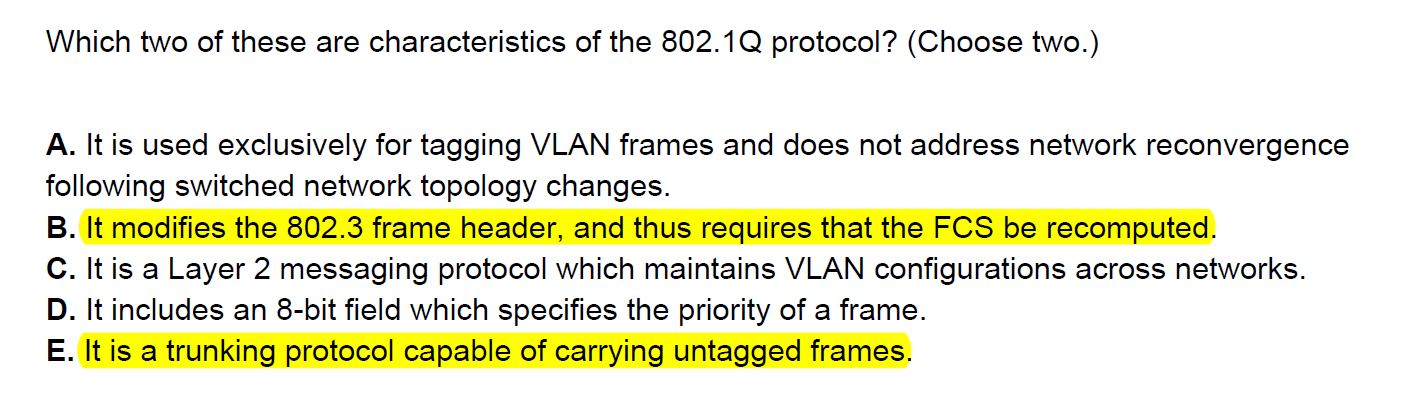 Which two of these are characteristics of the 802.1Q protocol? (Choose two.)
A. It is used exclusively for tagging VLAN frames and does not address network reconvergence
following switched network topology changes.
B. It modifies the 802.3 frame header, and thus requires that the FCS be recomputed.
C. It is a Layer 2 messaging protocol which maintains VLAN configurations across networks.
D. It includes an 8-bit field which specifies the priority of a frame.
E. It is a trunking protocol capable of carrying untagged frames.